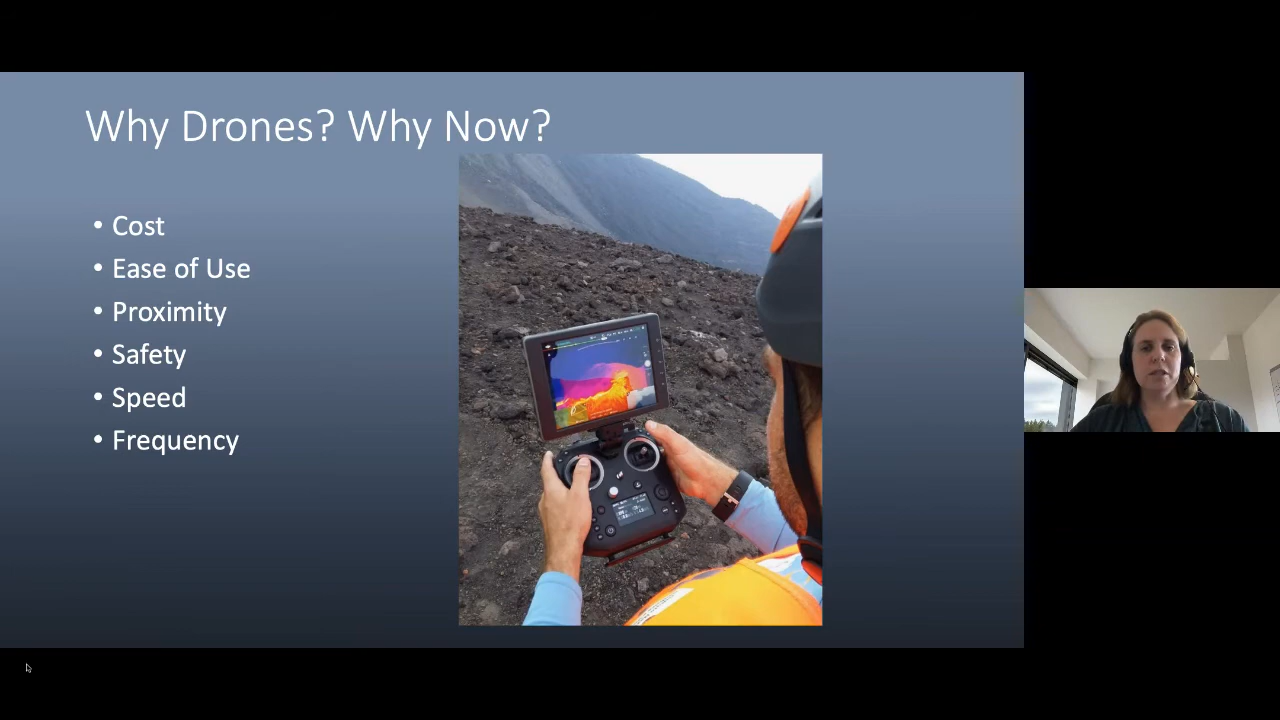 Why Drones? Why Now?
• Cost
• Ease of Use
• Proximity
• Safety
• Speed
• Frequency